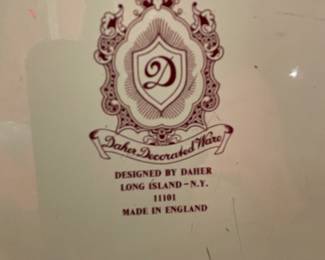 D
Daher Decorated Ware
DESIGNED BY DAHER
LONG ISLAND-N.Y.
11101
MADE IN ENGLAND